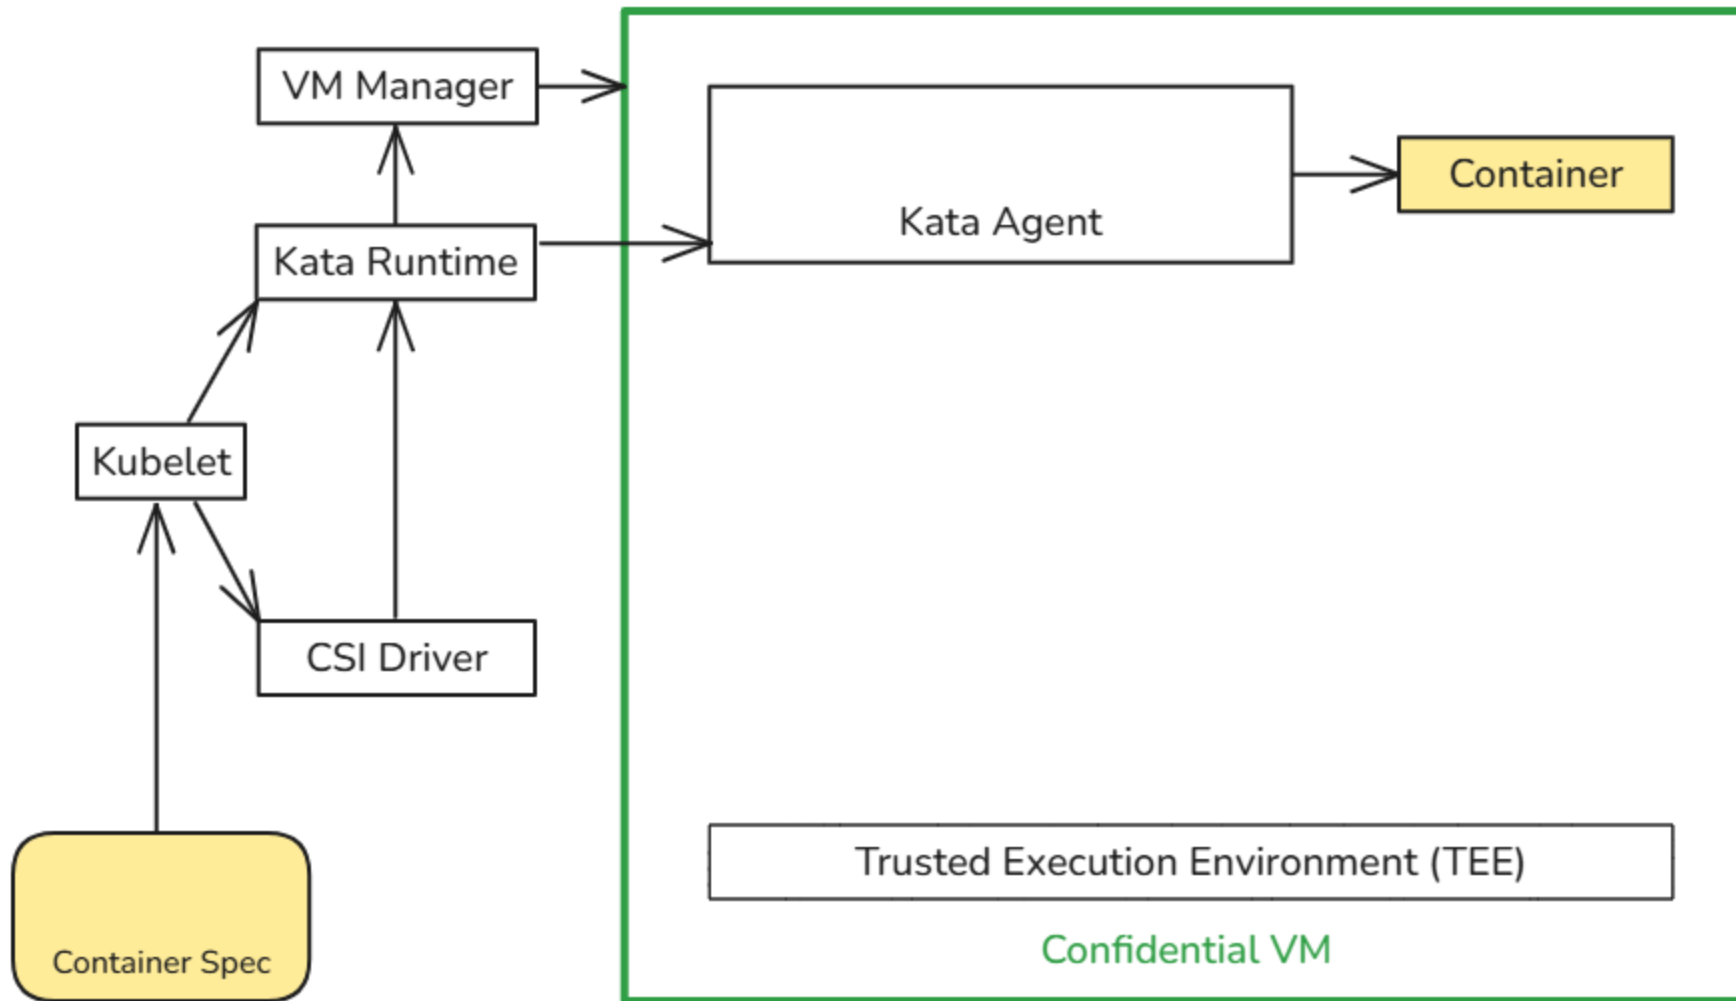 VM Manager
Container
Kata Agent
Kata Runtime
Kubelet
CSI Driver
Trusted Execution Environment (TEE)
Confidential VM
Container Spec